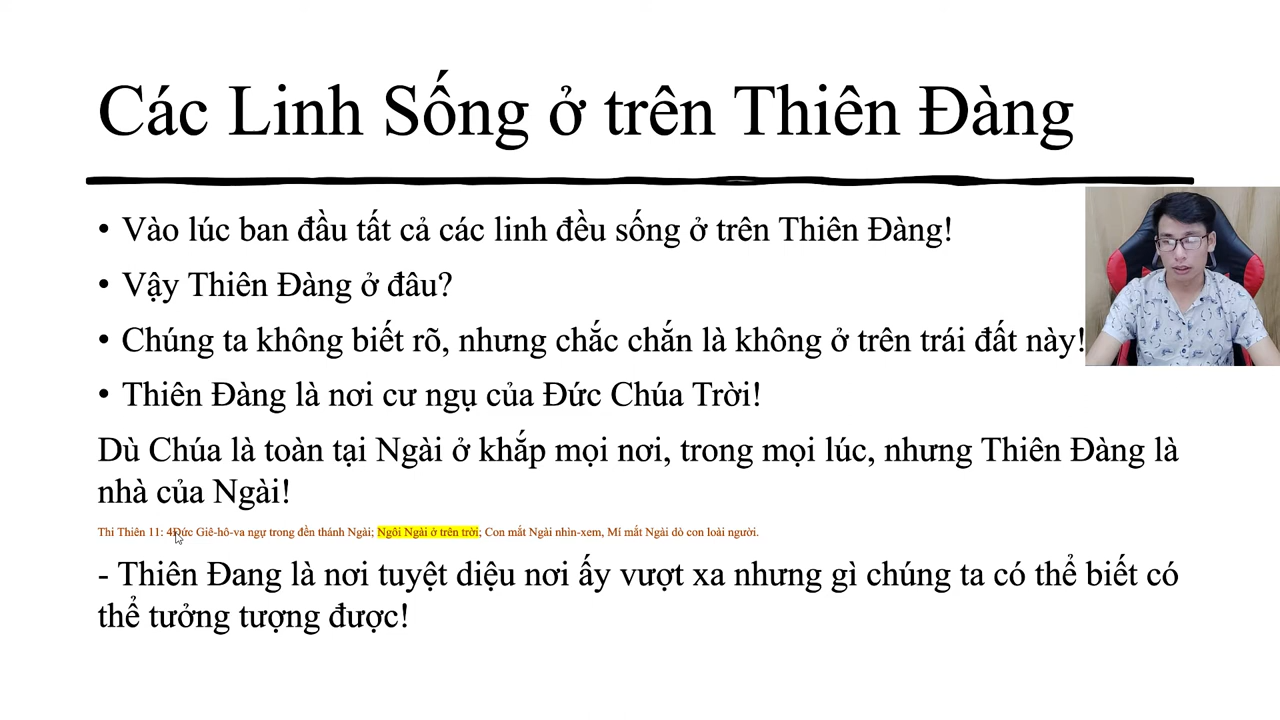 Các Linh Sống ở trên Thiên Đàng
• Vào lúc ban đầu tất cả các linh đều sống ở trên Thiên Đàng!
• Vậy Thiên Đàng ở đâu?
• Chúng ta không biết rõ, nhưng chắc chắn là không ở trên trái đất này!
• Thiên Đàng là nơi cư ngụ của Đức Chúa Trời!
Dù Chúa là toàn tại Ngài ở khắp mọi nơi, trong mọi lúc, nhưng Thiên Đàng là
nhà của Ngài!
Thi Thiên 11: 4Đức Giê-hô-va ngự trong đền thánh Ngài; Ngôi Ngài ở trên trời; Con mắt Ngài nhìn-xem, Mí mắt Ngài dò con loài người.
- Thiên Đang là nơi tuyệt diệu nơi ấy vượt xa nhưng gì chúng ta có thể biết có
thể tưởng tượng được!